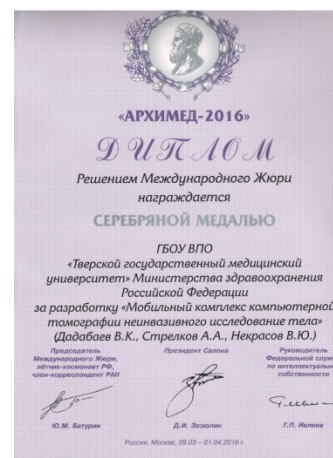 «АРХИМЕД-2016»
ДИПЛОМ
Решением Международного Жюри
награждается
СЕРЕБРЯНОЙ МЕДАЛЬЮ
ГБОУ ВПО
«Тверской государственный медицинский
университет» Министерства здравоохранения
Российской Федерации
за разработку «Мобильный комплекс компьютерной
томографии неинвазивного исследование тела»
(Дадабаев В.К., Стрелков А.А., Некрасов В.Ю.)
Председатель
Международного Жюри,
лётчик-космонавт РФ,
член-корреспондент РАН
Ю.М. Батурин
Президент Салона
Д.И. Зезюлин
Руководитель
Федеральной служ
по интеллектуальн
собственности
Г.П. Ивлиев
Россия, Москва, 29.03 – 01.04.2016 г.